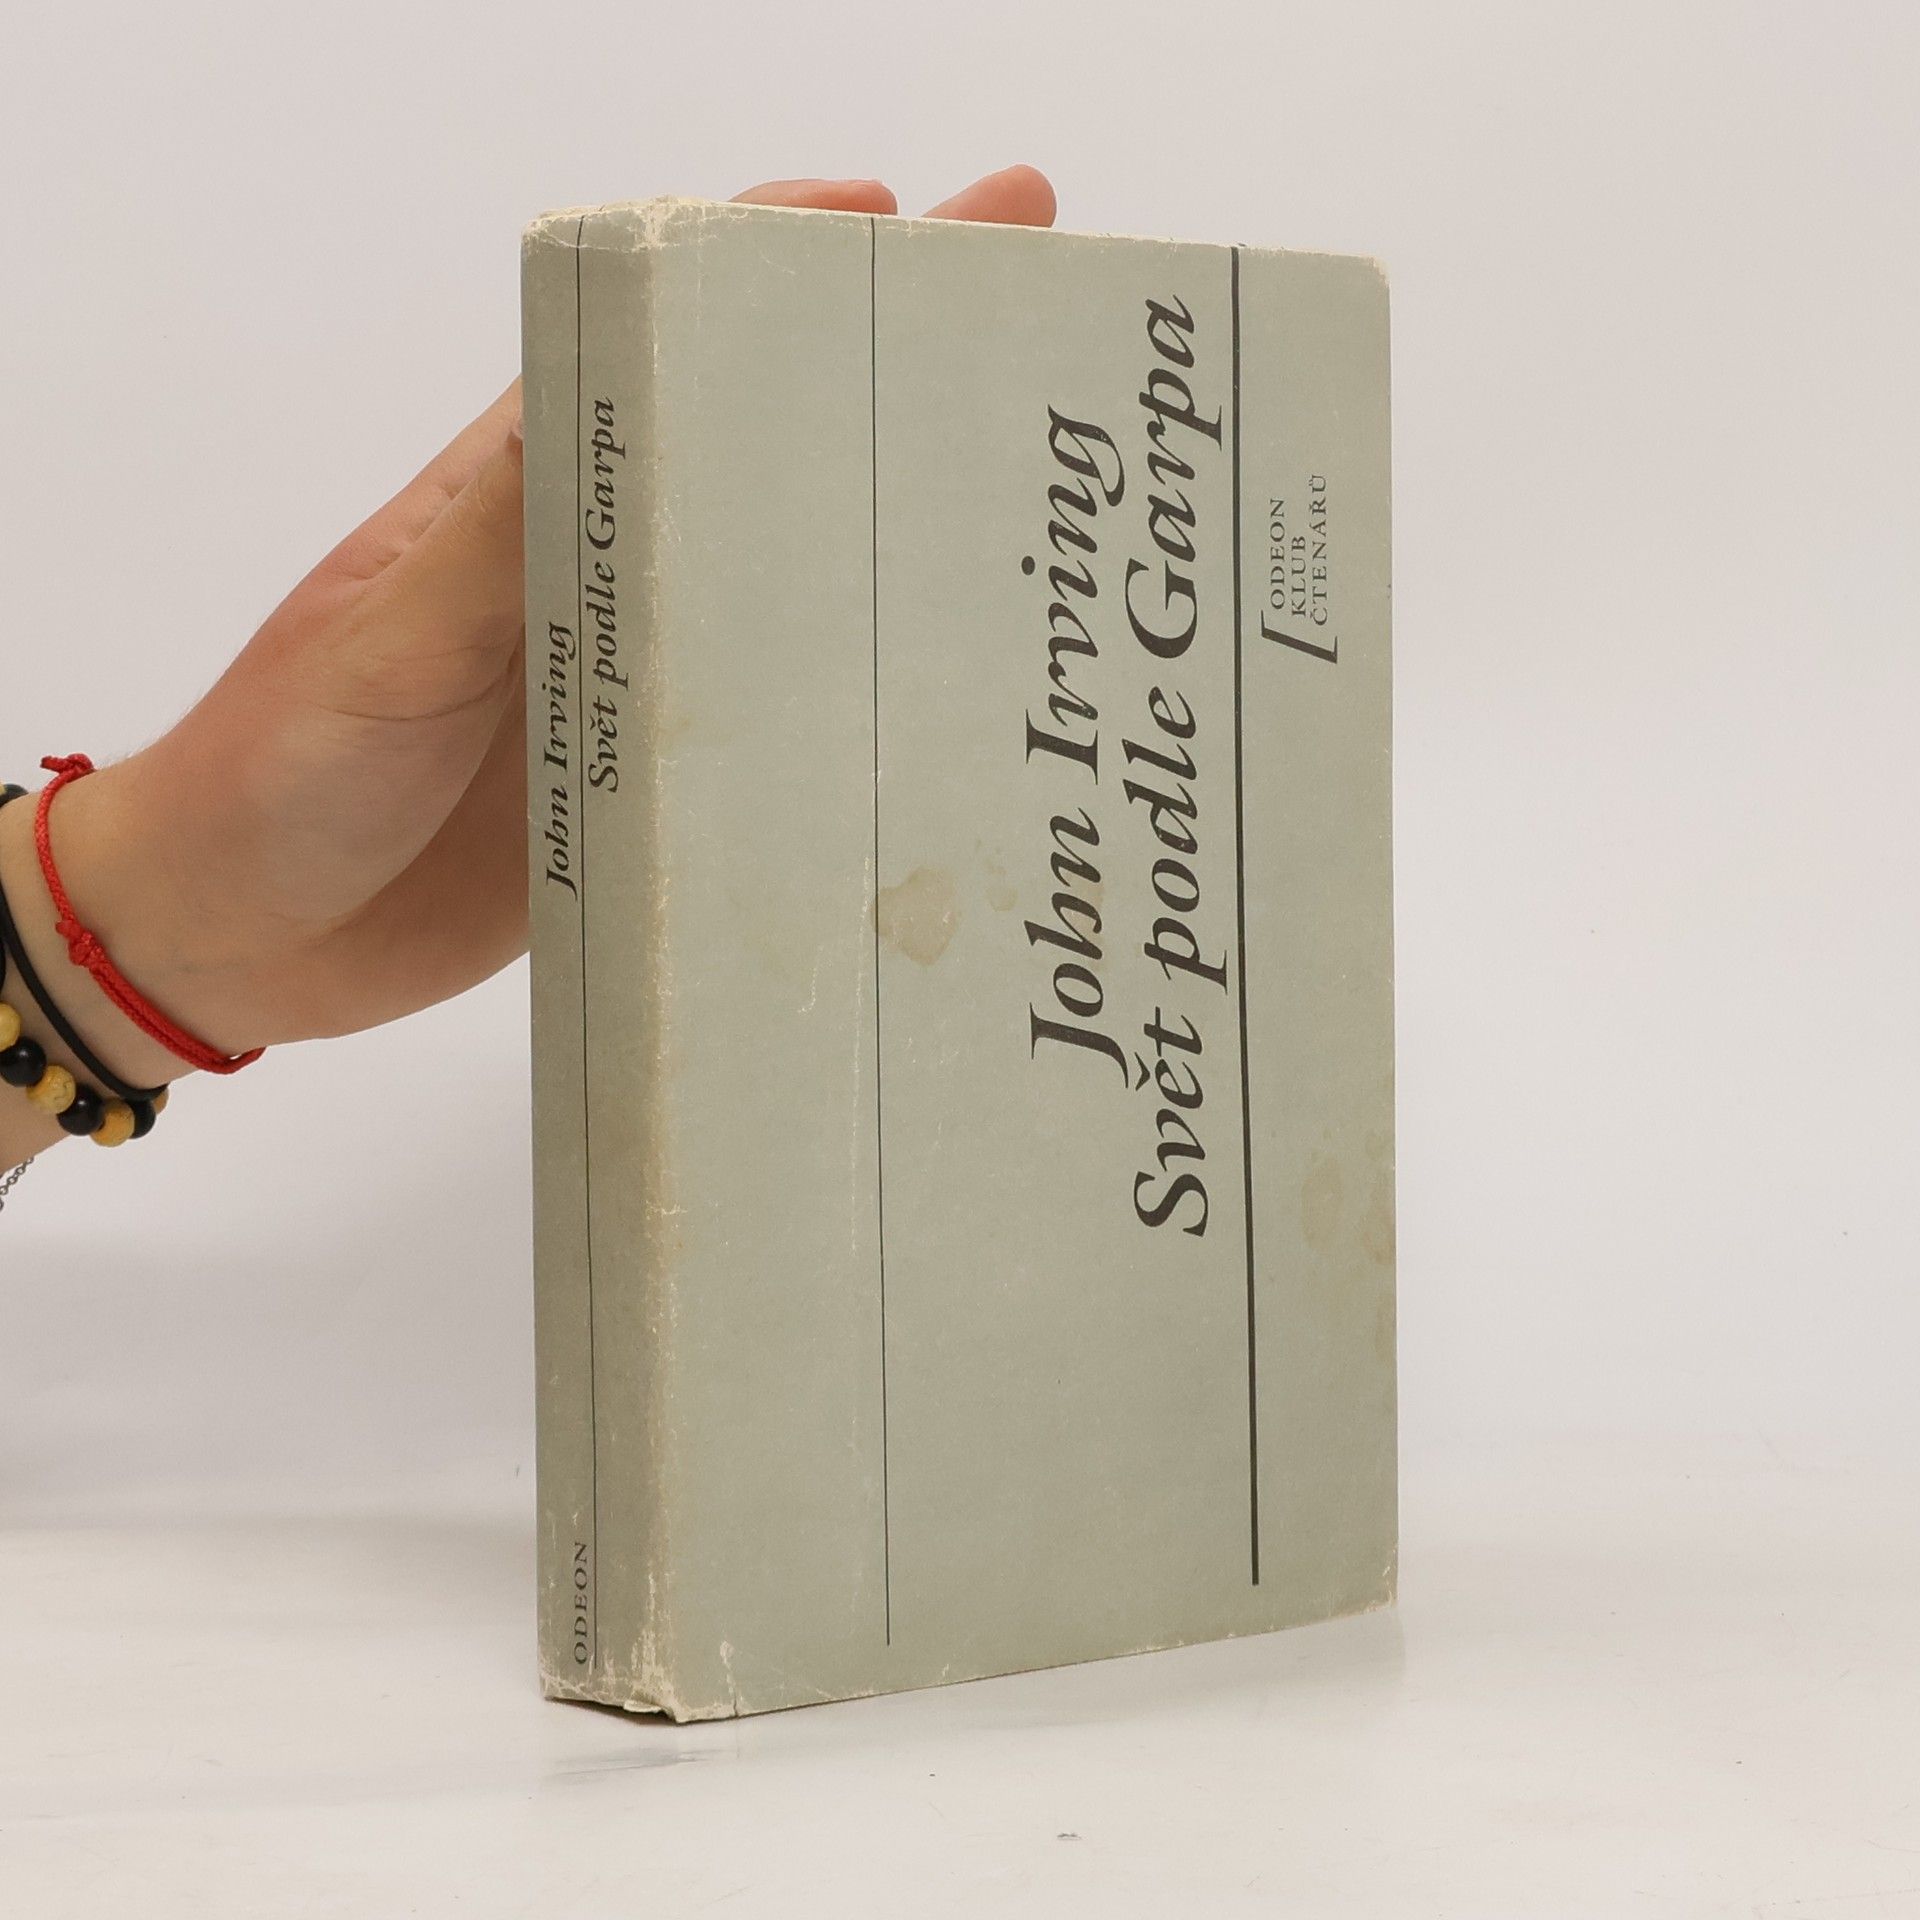 John Irving
Svět podle Garpa
ODEON
John Irving
Svět podle Garpa
ODEON
KLUB
ČTENÁŘŮ